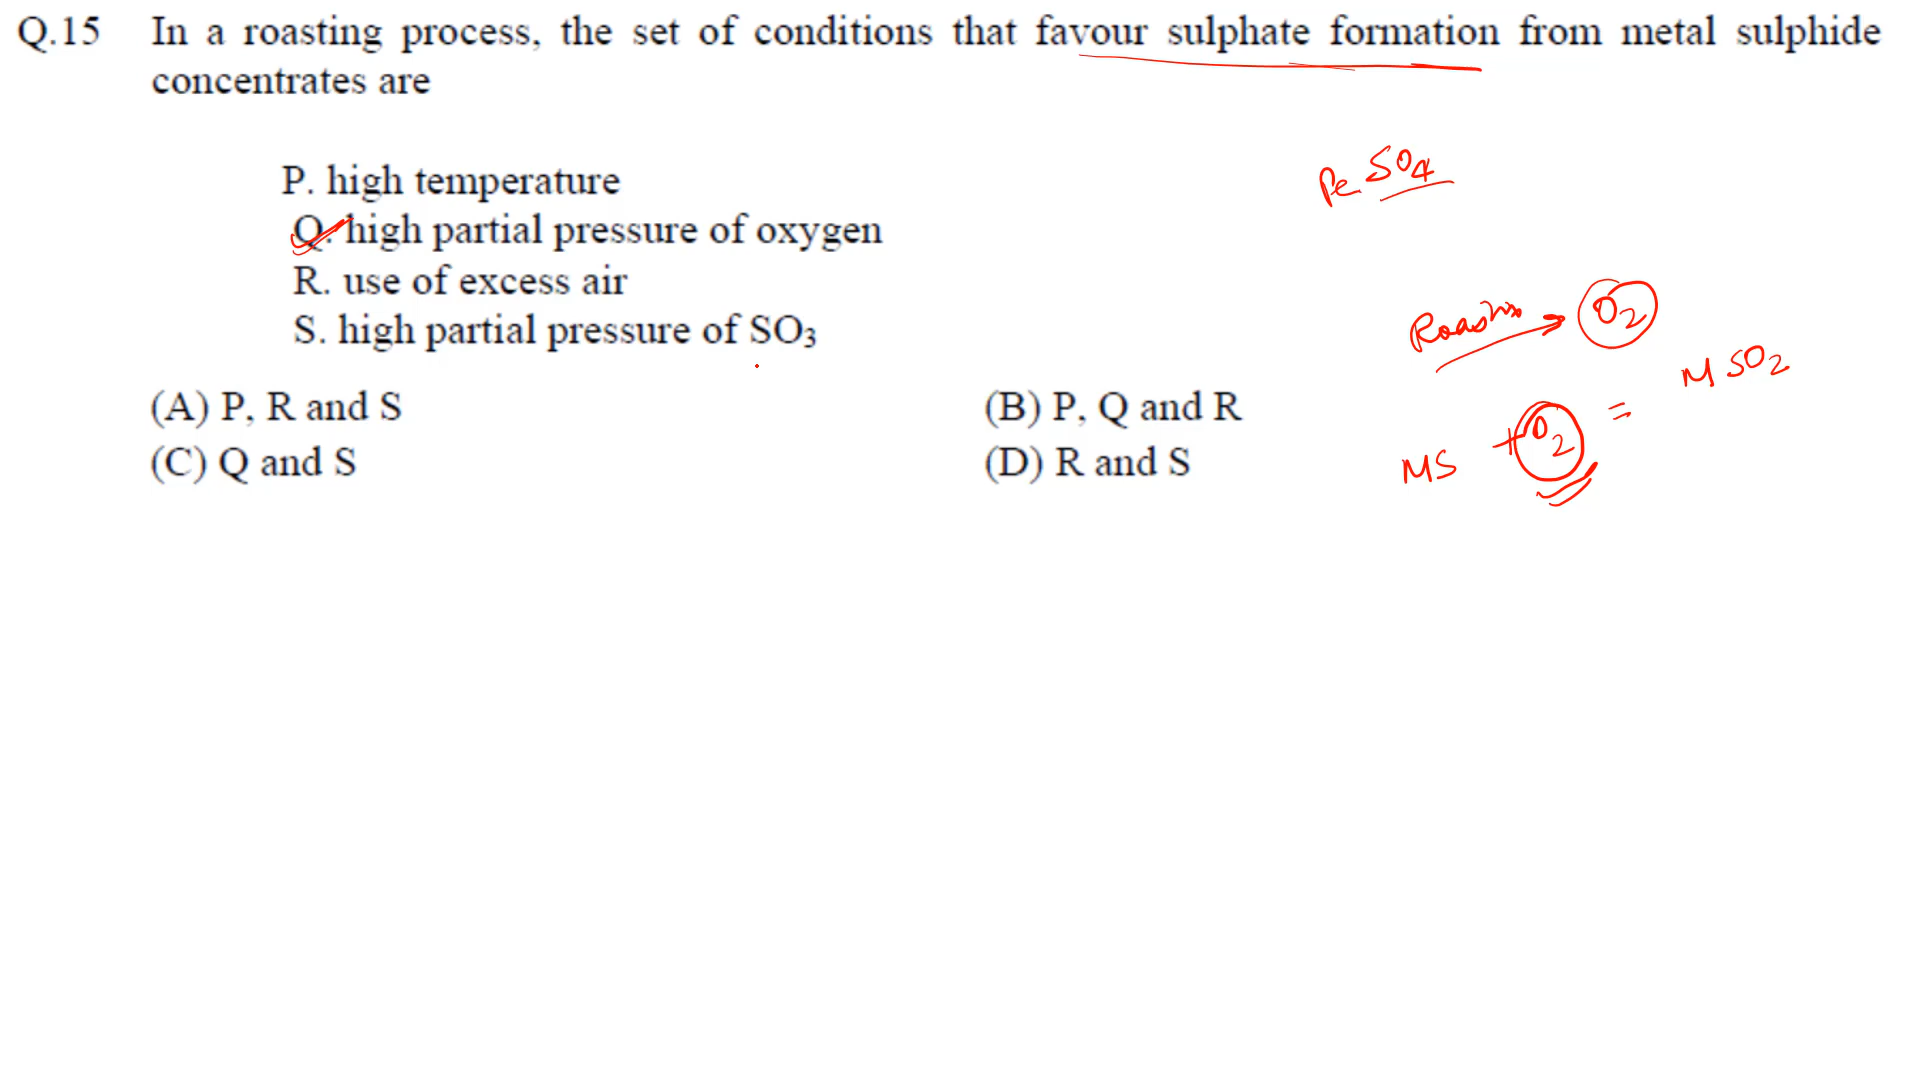 Q.15 In a roasting process, the set of conditions that favour sulphate formation from metal sulphide
concentrates are
P. high temperature
Q. high partial pressure of oxygen
R. use of excess air
S. high partial pressure of SO3
(A) P, R and S
(B) P, Q and R
(C) Q and S
(D) R and S
SO4
O2
MS + O2 = M SO2